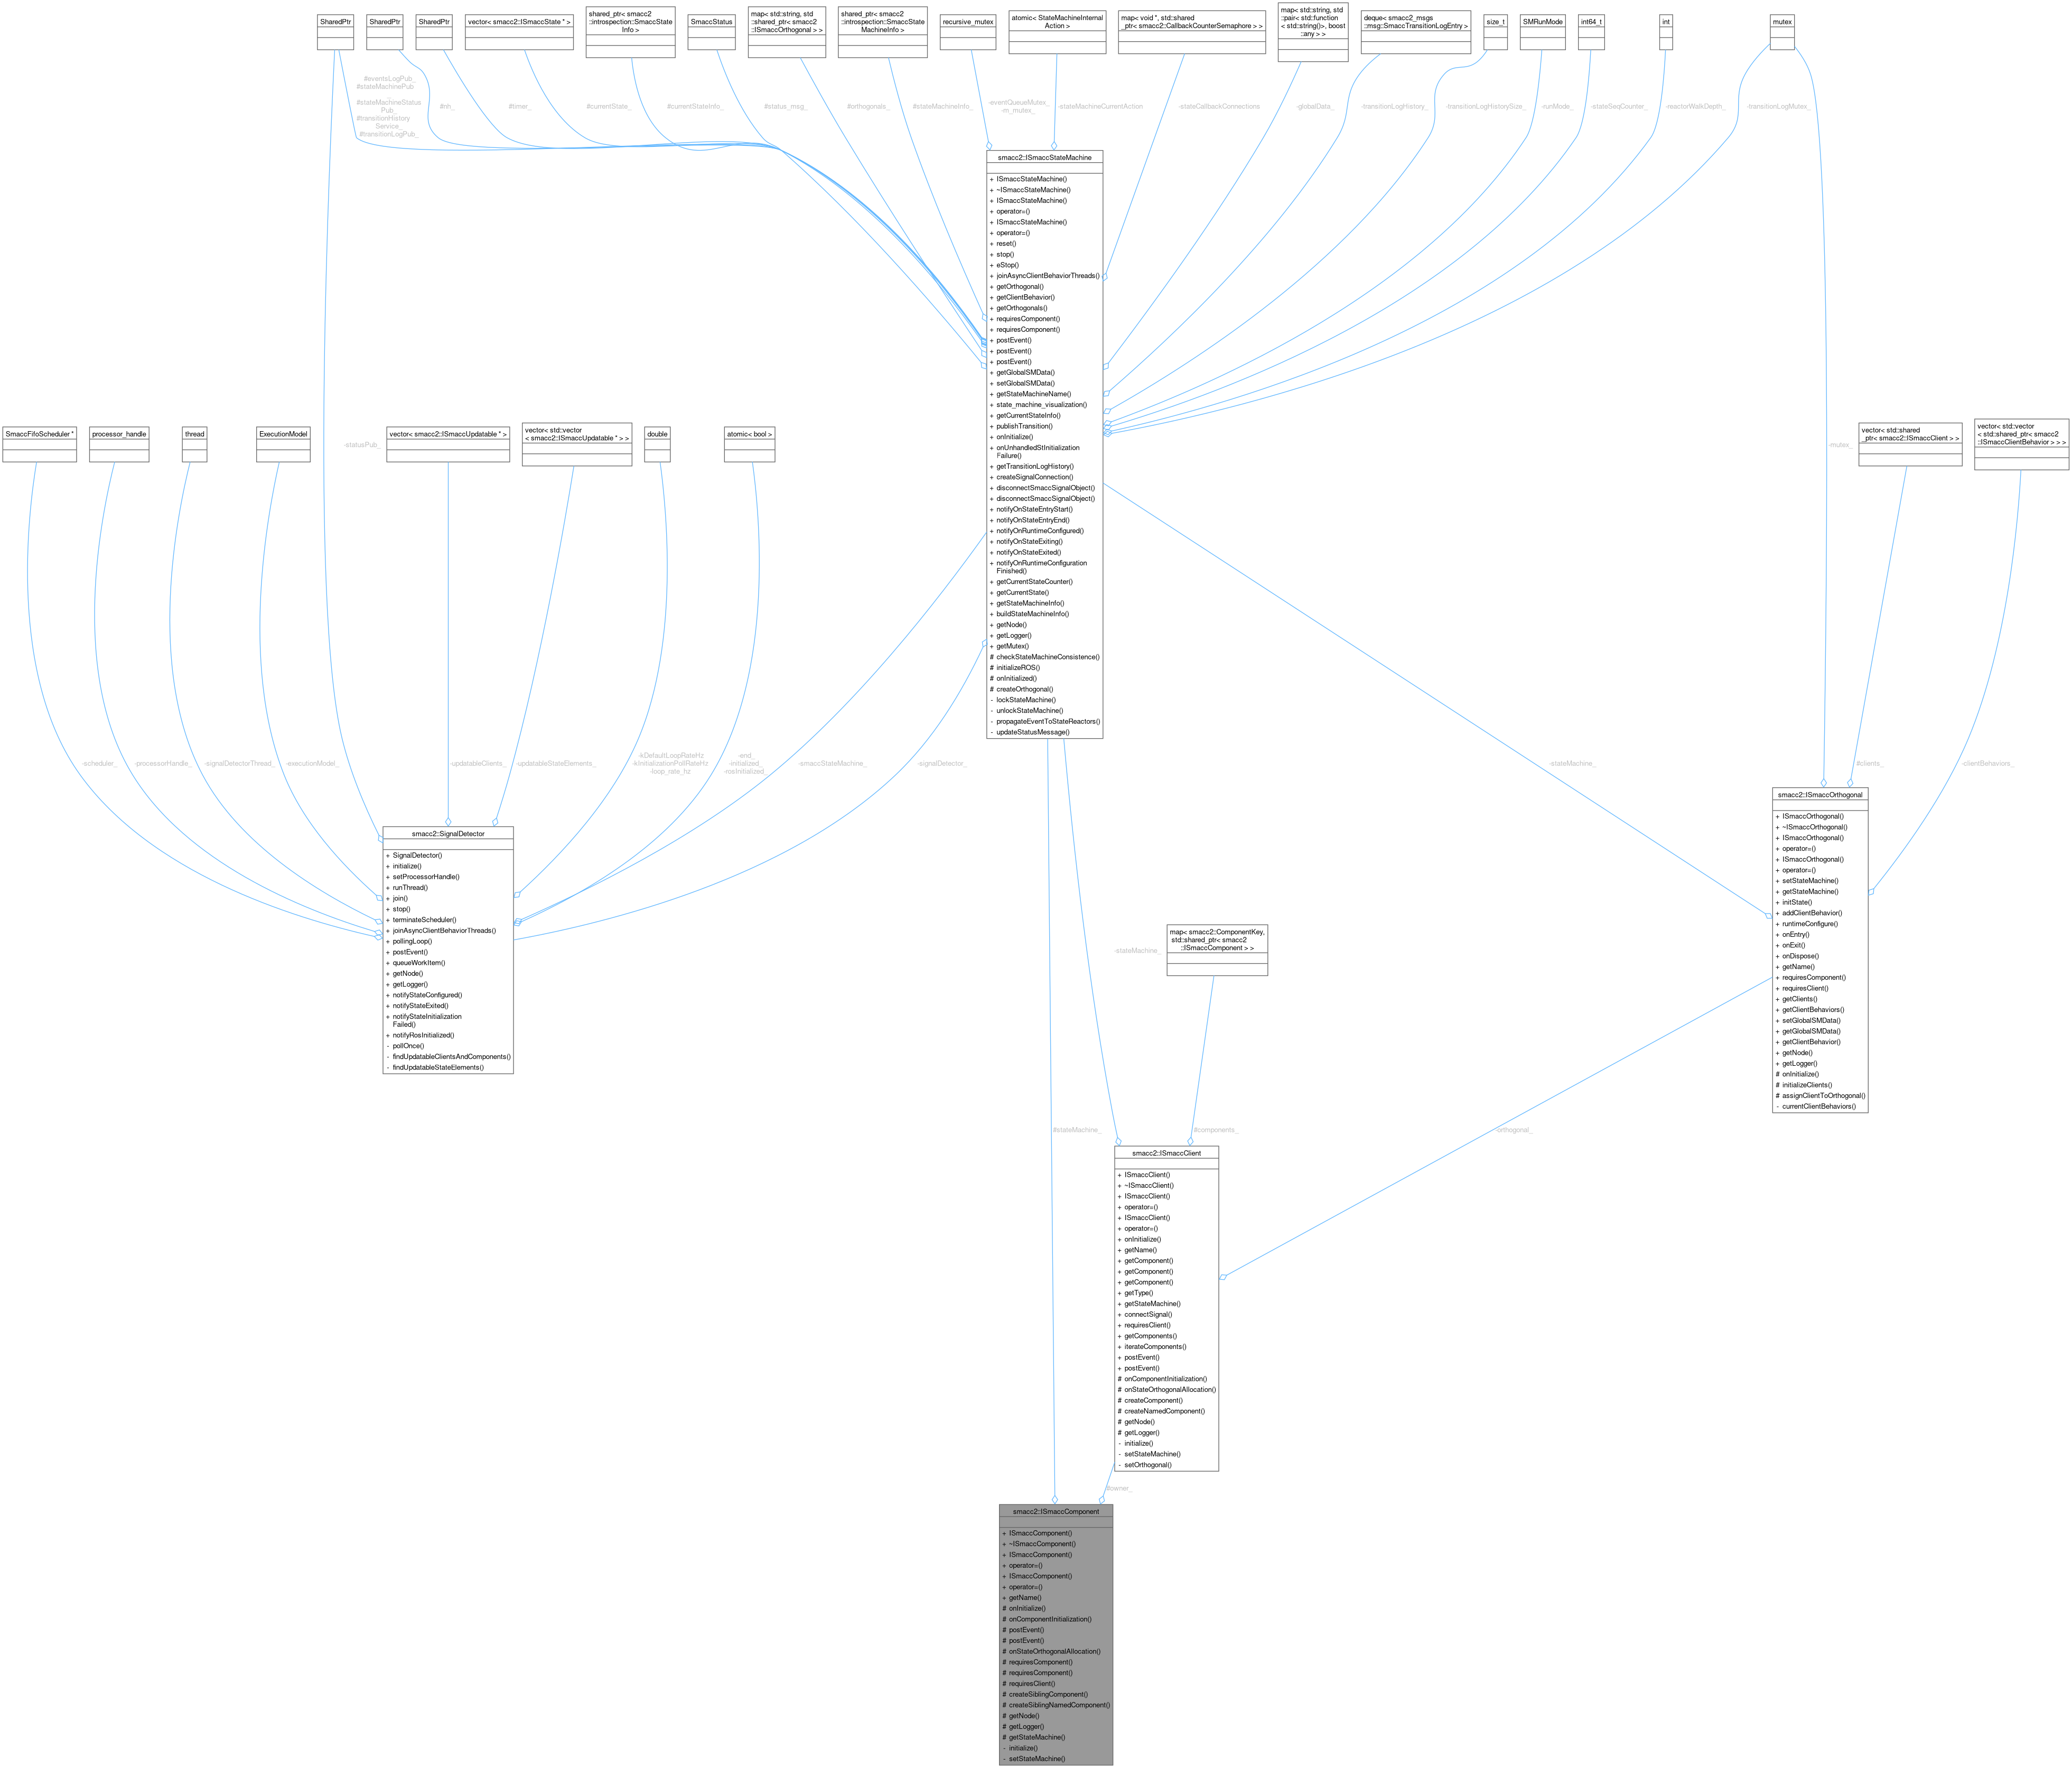 SharedPtr
SharedPtr
SharedPtr
vector< smacc2::ISmaccState * >
shared_ptr< smacc2
::introspection::SmaccState
Info >
SmaccStatus
map< std::string, std
::shared_ptr< smacc2
::ISmaccOrthogonal > >
shared_ptr< smacc2
::introspection::SmaccState
MachineInfo >
recursive_mutex
atomic< StateMachineInternal
Action >
map< void *, std::shared
_ptr< smacc2::CallbackCounterSemaphore > >
map< std::string, std
::pair< std::function
< std::string()>, boost
::any > >
deque< smacc2_msgs
::msg::SmaccTransitionLogEntry >
size_t
SMRunMode
int64_t
int
mutex
#eventsLogPub_
#stateMachinePub
_
#stateMachineStatus
Pub_
#transitionHistory
Service_
#transitionLogPub_
#nh_
#timer_
#currentState_
#currentStateInfo_
#status_msg_
#orthogonals_
#stateMachineInfo_
-eventQueueMutex_
-m_mutex_
-stateMachineCurrentAction
-stateCallbackConnections
-globalData_
-transitionLogHistory_
-transitionLogHistorySize_
-runMode_
-stateSeqCounter_
-reactorWalkDepth_
-transitionLogMutex_
smacc2::ISmaccStateMachine
+ ISmaccStateMachine()
+ ~ISmaccStateMachine()
+ ISmaccStateMachine()
+ operator=()
+ ISmaccStateMachine()
+ operator=()
+ reset()
+ stop()
+ eStop()
+ joinAsyncClientBehaviorThreads()
+ getOrthogonal()
+ getClientBehavior()
+ getOrthogonals()
+ requiresComponent()
+ requiresComponent()
+ postEvent()
+ postEvent()
+ postEvent()
+ getGlobalSMData()
+ setGlobalSMData()
+ getStateMachineName()
+ state_machine_visualization()
+ getCurrentStateInfo()
+ publishTransition()
+ onInitialize()
+ onUnhandledStInitialization
Failure()
+ getTransitionLogHistory()
+ createSignalConnection()
+ disconnectSmaccSignalObject()
+ disconnectSmaccSignalObject()
+ notifyOnStateEntryStart()
+ notifyOnStateEntryEnd()
+ notifyOnRuntimeConfigured()
+ notifyOnStateExiting()
+ notifyOnStateExited()
+ notifyOnRuntimeConfiguration
Finished()
+ getCurrentStateCounter()
+ getCurrentState()
+ getStateMachineInfo()
+ buildStateMachineInfo()
+ getNode()
+ getLogger()
+ getMutex()
# checkStateMachineConsistence()
# initializeROS()
# onInitialized()
# createOrthogonal()
- lockStateMachine()
- unlockStateMachine()
- propagateEventToStateReactors()
- updateStatusMessage()
SmaccFifoScheduler *
processor_handle
thread
ExecutionModel
vector< smacc2::ISmaccUpdatable * >
vector< std::vector
< smacc2::ISmaccUpdatable * > >
double
atomic< bool >
vector< std::shared
_ptr< smacc2::ISmaccClient > >
vector< std::vector
< std::shared_ptr< smacc2
::ISmaccClientBehavior > > >
-statusPub_
-mutex_
-scheduler_
-processorHandle_
-signalDetectorThread_
-executionModel_
-updatableClients_
-updatableStateElements_
-kDefaultLoopRateHz
-kInitializationPollRateHz
-loop_rate_hz
-end_
-initialized_
-rosInitialized_
-smaccStateMachine_
-signalDetector_
-stateMachine_
#clients_
-clientBehaviors_
smacc2::SignalDetector
+ SignalDetector()
+ initialize()
+ setProcessorHandle()
+ runThread()
+ join()
+ stop()
+ terminateScheduler()
+ joinAsyncClientBehaviorThreads()
+ pollingLoop()
+ postEvent()
+ queueWorkItem()
+ getNode()
+ getLogger()
+ notifyStateConfigured()
+ notifyStateExited()
+ notifyStateInitialization
Failed()
+ notifyRosInitialized()
- pollOnce()
- findUpdatableClientsAndComponents()
- findUpdatableStateElements()
smacc2::ISmaccOrthogonal
+ ISmaccOrthogonal()
+ ~ISmaccOrthogonal()
+ ISmaccOrthogonal()
+ operator=()
+ ISmaccOrthogonal()
+ operator=()
+ setStateMachine()
+ getStateMachine()
+ initState()
+ addClientBehavior()
+ runtimeConfigure()
+ onEntry()
+ onExit()
+ onDispose()
+ getName()
+ requiresComponent()
+ requiresClient()
+ getClients()
+ getClientBehaviors()
+ setGlobalSMData()
+ getGlobalSMData()
+ getClientBehavior()
+ getNode()
+ getLogger()
# onInitialize()
# initializeClients()
# assignClientToOrthogonal()
- currentClientBehaviors()
map< smacc2::ComponentKey,
std::shared_ptr< smacc2
::ISmaccComponent > >
-stateMachine_
#stateMachine_
#components_
-orthogonal_
smacc2::ISmaccClient
+ ISmaccClient()
+ ~ISmaccClient()
+ ISmaccClient()
+ operator=()
+ ISmaccClient()
+ operator=()
+ onInitialize()
+ getName()
+ getComponent()
+ getComponent()
+ getComponent()
+ getType()
+ getStateMachine()
+ connectSignal()
+ requiresClient()
+ getComponents()
+ iterateComponents()
+ postEvent()
+ postEvent()
# onComponentInitialization()
# onStateOrthogonalAllocation()
# createComponent()
# createNamedComponent()
# getNode()
# getLogger()
- initialize()
- setStateMachine()
- setOrthogonal()
#owner_
smacc2::ISmaccComponent
+ ISmaccComponent()
+ ~ISmaccComponent()
+ ISmaccComponent()
+ operator=()
+ ISmaccComponent()
+ operator=()
+ getName()
# onInitialize()
# onComponentInitialization()
# postEvent()
# postEvent()
# onStateOrthogonalAllocation()
# requiresComponent()
# requiresComponent()
# requiresClient()
# createSiblingComponent()
# createSiblingNamedComponent()
# getNode()
# getLogger()
# getStateMachine()
- initialize()
- setStateMachine()